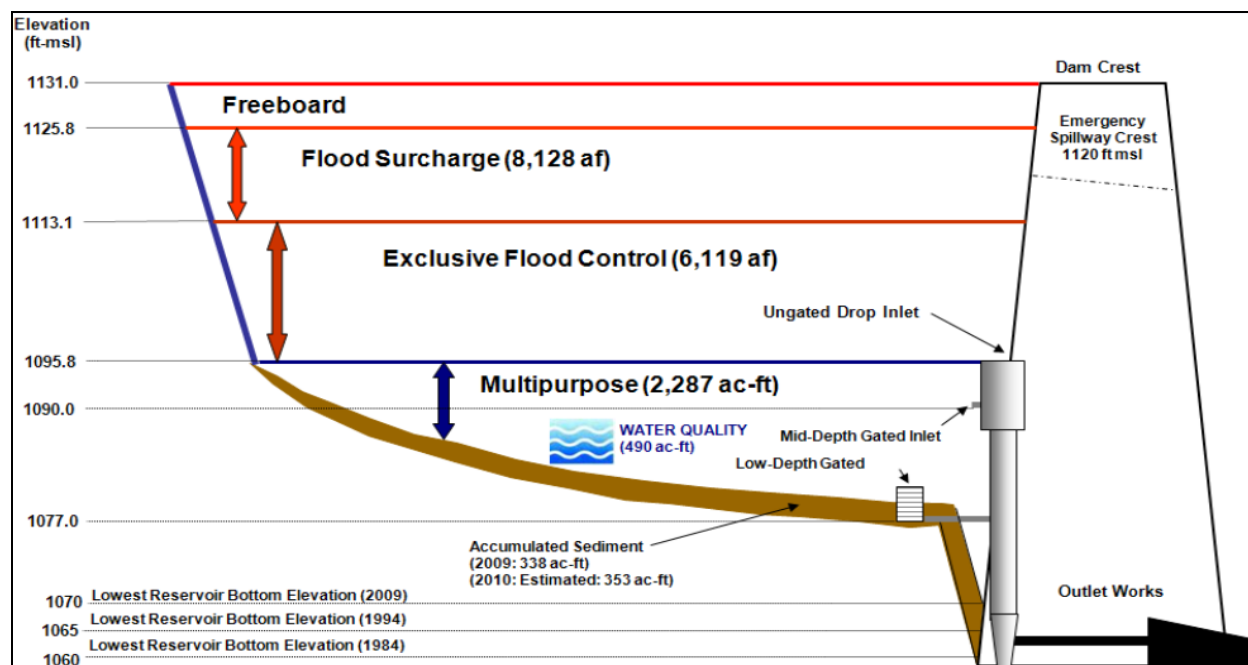 Elevation
(ft-msl)
1131.0
Dam Crest
Freeboard
1125.8
Emergency
Spillway Crest
1120 ft msl
Flood Surcharge (8,128 af)
1113.1
Exclusive Flood Control (6,119 af)
Ungated Drop Inlet
1095.8
Multipurpose (2,287 ac-ft)
1090.0
WATER QUALITY
(490 ac-ft)
Mid-Depth Gated Inlet
Low-Depth Gated
1077.0
Accumulated Sediment
(2009: 338 ac-ft)
(2010: Estimated: 353 ac-ft)
Outlet Works
1070
Lowest Reservoir Bottom Elevation (2009)
1065
Lowest Reservoir Bottom Elevation (1994)
1060
Lowest Reservoir Bottom Elevation (1984)